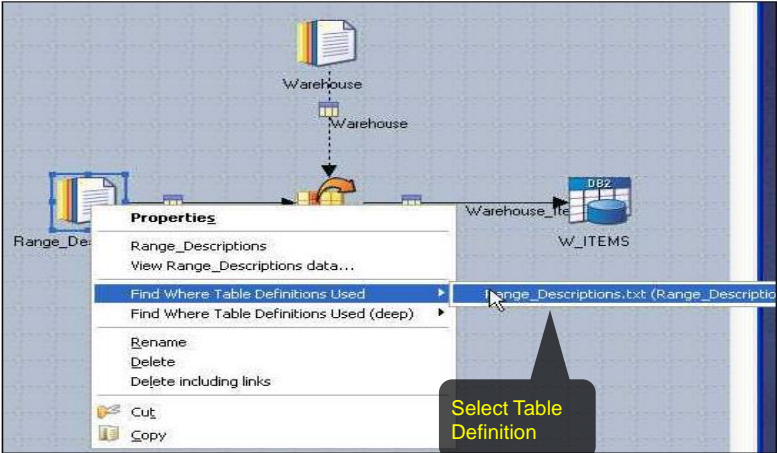 Warehouse
Warehouse
DB2
Warehouse_Ite
Range_De
W_ITEMS
Properties
Range_Descriptions
View Range_Descriptions data...
Find Where Table Definitions Used
Range_Descriptions.txt (Range_Descriptio
Find Where Table Definitions Used (deep)
Rename
Delete
Delete including links
Cut
Copy
Select Table
Definition